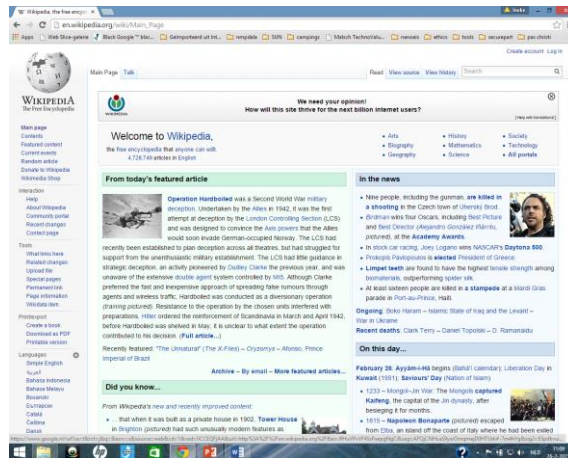 Wikipedia, the free encyc
en.wikipedia.org/wiki/Main_Page
Apps
Black Google
campings
nieuws
ethics
tools
securepart
pax christi
Create account Log in
Main Page Talk
Read View source View history Search
WIKIPEDIA
The Free Encyclopedia
Main page
Contents
Featured content
Current events
Random article
Donate to Wikipedia
Wikimedia Shop
Interaction
Help
About Wikipedia
Community portal
Recent changes
Contact page
Tools
What links here
Related changes
Upload file
Special pages
Permanent link
Page information
Wikidata item
Print/export
Create a book
Download as PDF
Printable version
Languages
Simple English
العربية
Bahasa Indonesia
Bahasa Melayu
Bosanski
Български
Català
Čeština
Dansk
We need your opinion!
How will this site thrive for the next billion internet users?
Welcome to Wikipedia,
the free encyclopedia that anyone can edit.
4,728,749 articles in English
Arts
Biography
Geography
History
Mathematics
Science
Society
Technology
All portals
From today's featured article
Operation Hardboiled was a Second World War military
deception. Undertaken by the Allies in 1942, it was the first
attempt at deception by the London Controlling Section (LCS)
and was designed to convince the Axis powers that the Allies
would soon invade German-occupied Norway. The LCS had
recently been established to plan deception across all theatres, but had struggled for
support from the unenthusiastic military establishment. The LCS had little guidance in
strategic deception, an activity pioneered by Dudley Clarke the previous year, and was
unaware of the extensive double agent system controlled by MI5. Although Clarke
preferred the fast and inexpensive approach of spreading false rumours through
agents and wireless traffic, Hardboiled was conducted as a diversionary operation
(training pictured). Resistance to the operation by the chosen units interfered with
preparations. Hitler ordered the reinforcement of Scandinavia in March and April 1942,
before Hardboiled was shelved in May; it is unclear to what extent the operation
contributed to his decision. (Full article...)
Recently featured: "The Unnatural" (The X-Files) – Oryzomys – Afonso, Prince
Imperial of Brazil
Archive – By email – More featured articles...
Did you know...
From Wikipedia's new and recently improved content:
... that when it was built as a private house in 1902, Tower House
in Brighton (pictured) had such unusually modern features as
In the news
Nine people, including the gunman, are killed in
a shooting in the Czech town of Uherský Brod.
Birdman wins four Oscars, including Best Picture
and Best Director (Alejandro González Iñárritu,
pictured), at the Academy Awards.
In stock car racing, Joey Logano wins NASCAR's Daytona 500.
Prokopis Pavlopoulos is elected President of Greece.
Limpet teeth are found to have the highest tensile strength among
biomaterials, outperforming spider silk.
At least sixteen people are killed in a stampede at a Mardi Gras
parade in Port-au-Prince, Haiti.
Ongoing: Boko Haram – Islamic State of Iraq and the Levant –
War in Ukraine
Recent deaths: Clark Terry – Daniel Topolski – D. Ramanaidu
On this day...
February 26: Ayyám-i-Há begins (Bahá'í calendar); Liberation Day in
Kuwait (1991); Saviours' Day (Nation of Islam)
1233 – Mongol–Jin War: The Mongols captured
Kaifeng, the capital of the Jin dynasty, after
besieging it for months.
1815 – Napoleon Bonaparte (pictured) escaped
from Elba, an island off the coast of Italy where he had been exiled